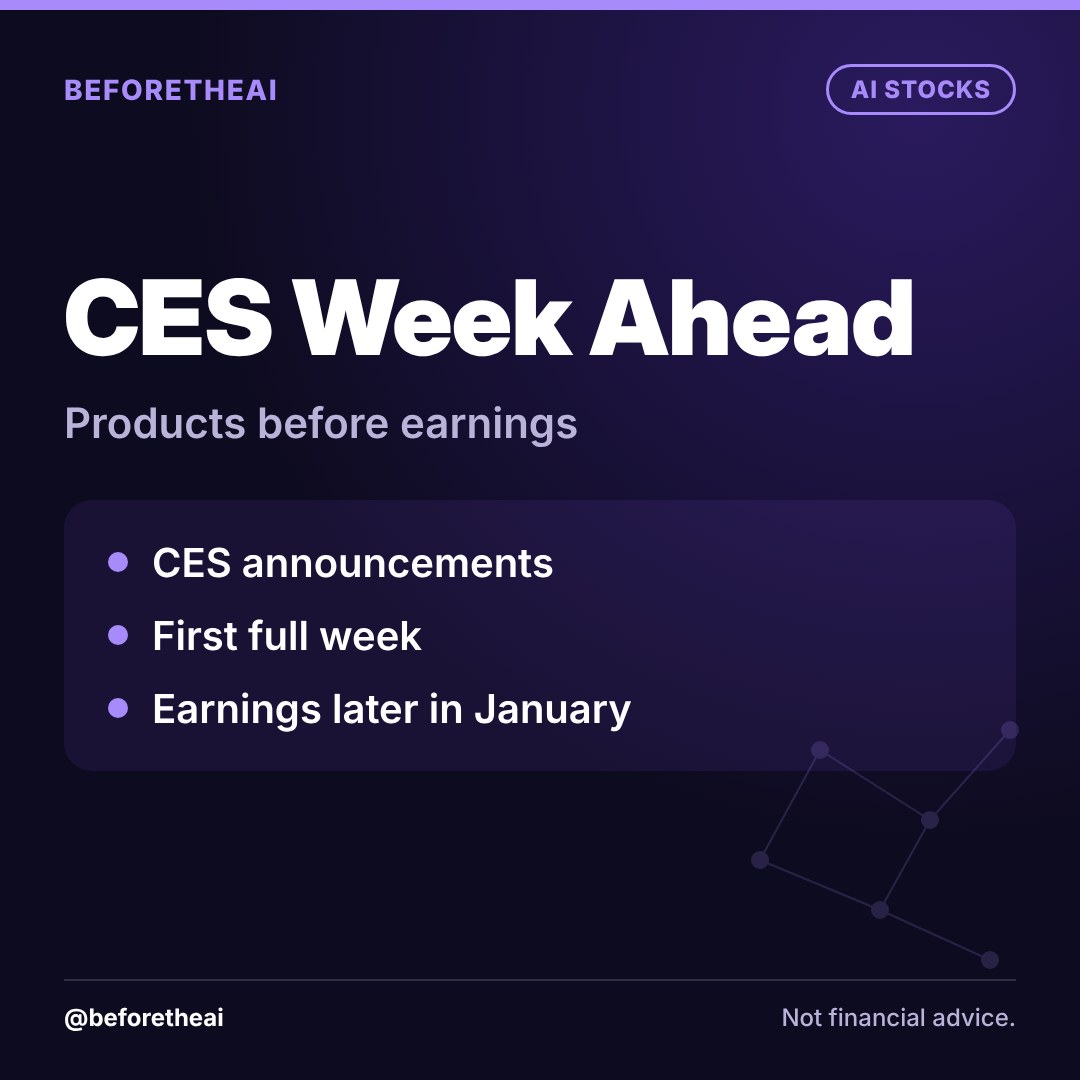 BEFORETHEAI
AI STOCKS
CES Week Ahead
Products before earnings
CES announcements
First full week
Earnings later in January
@beforetheai
Not financial advice.